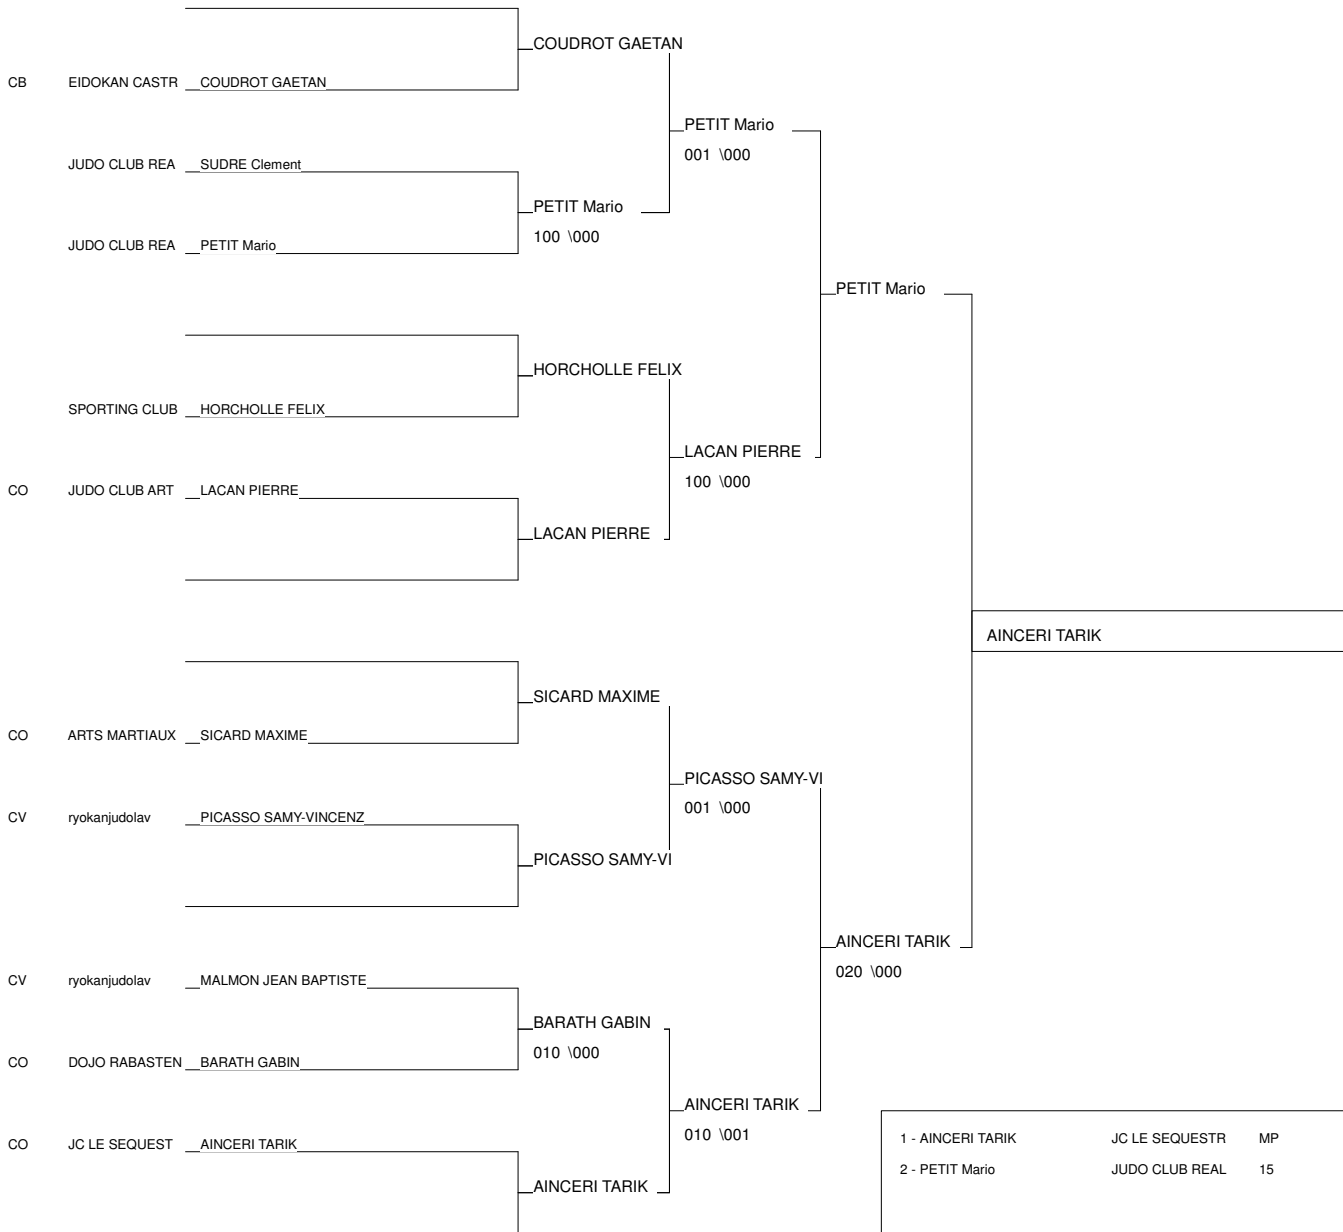 COUDROT GAETAN
CB EIDOKAN CASTR COUDROT GAETAN
PETIT Mario
001 \000
JUDO CLUB REA SUDRE Clement
PETIT Mario
100 \000
JUDO CLUB REA PETIT Mario
PETIT Mario
HORCHOLLE FELIX
SPORTING CLUB HORCHOLLE FELIX
LACAN PIERRE
100 \000
CO JUDO CLUB ART LACAN PIERRE
LACAN PIERRE
AINCERI TARIK
SICARD MAXIME
CO ARTS MARTIAUX SICARD MAXIME
PICASSO SAMY-VI
001 \000
CV ryokanjudolav PICASSO SAMY-VINCENZ
PICASSO SAMY-VI
AINCERI TARIK
020 \000
CV ryokanjudolav MALMON JEAN BAPTISTE
BARATH GABIN
010 \000
CO DOJO RABASTEN BARATH GABIN
AINCERI TARIK
010 \001
CO JC LE SEQUEST AINCERI TARIK
AINCERI TARIK
1 - AINCERI TARIK JC LE SEQUESTR MP
2 - PETIT Mario JUDO CLUB REAL 15